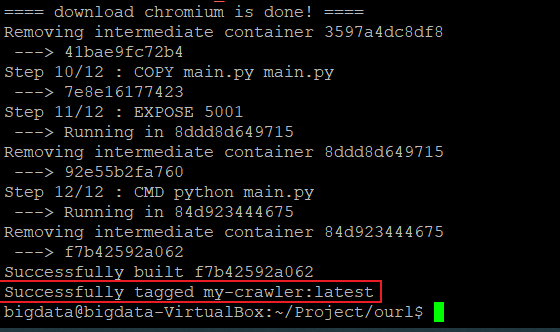 ==== download chromium is done! ====
Removing intermediate container 3597a4dc8df8
---> 41bae9fc72b4
Step 10/12 : COPY main.py main.py
---> 7e8e16177423
Step 11/12 : EXPOSE 5001
---> Running in 8ddd8d649715
Removing intermediate container 8ddd8d649715
---> 92e55b2fa760
Step 12/12 : CMD python main.py
---> Running in 84d923444675
Removing intermediate container 84d923444675
---> f7b42592a062
Successfully built f7b42592a062
Successfully tagged my-crawler:latest
bigdata@bigdata-VirtualBox:~/Project/ourl$